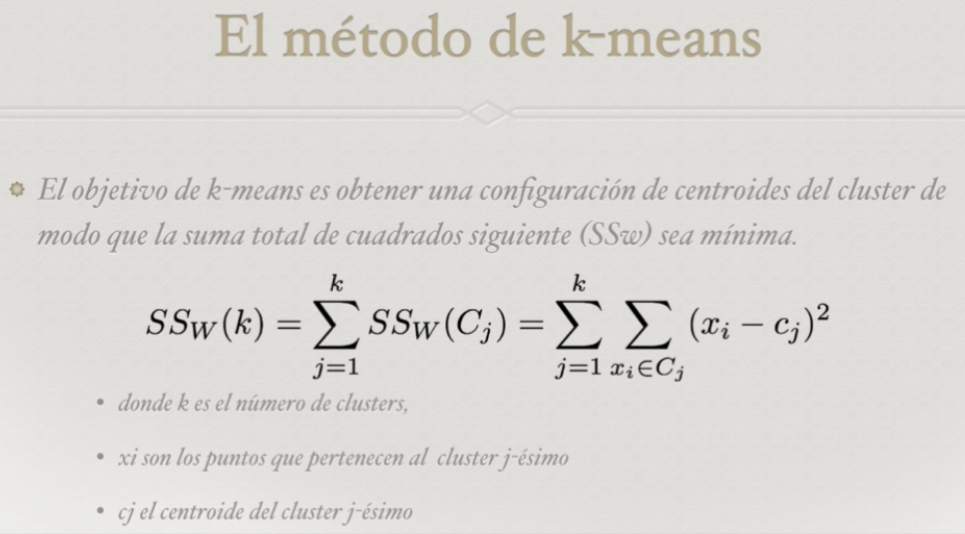 El método de k-means
El objetivo de k-means es obtener una configuración de centroides del cluster de
modo que la suma total de cuadrados siguiente (SSw) sea mínima.
$$SS_W(k) = \sum_{j=1}^{k} SS_W(C_j) = \sum_{j=1}^{k} \sum_{x_i \in C_j} (x_i - c_j)^2$$
• donde k es el número de clusters,
• xi son los puntos que pertenecen al cluster j-ésimo
• cj el centroide del cluster j-ésimo